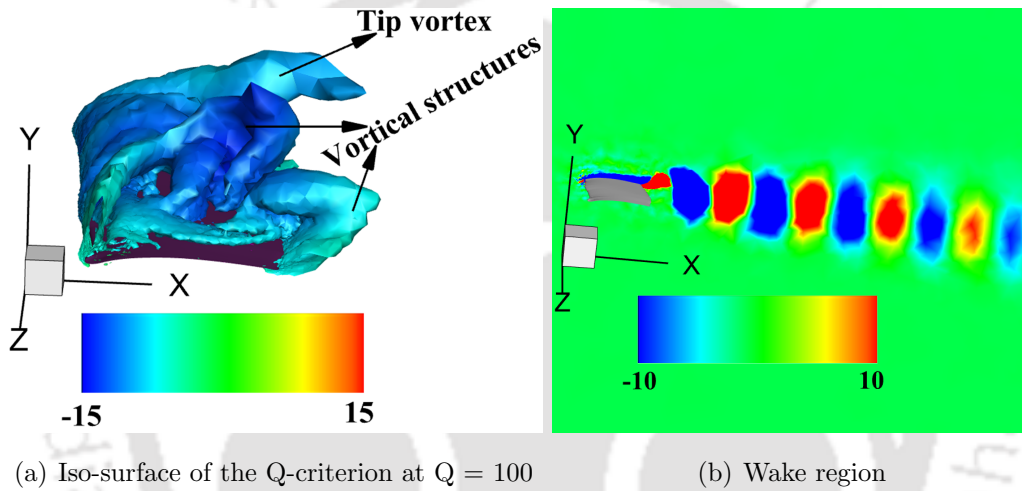 Tip vortex
Vortical structures
Y
X
Z
-15
15
Y
X
Z
-10
10
(a) Iso-surface of the Q-criterion at Q = 100
(b) Wake region